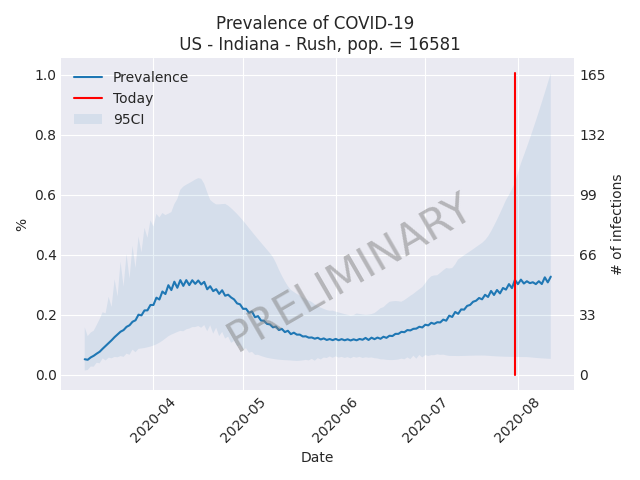 Prevalence of COVID-19
US - Indiana - Rush, pop. = 16581
Prevalence
Today
95CI
1.0
0.8
0.6
0.4
0.2
0.0
%
165
132
99
66
33
0
# of infections
PRELIMINARY
2020-04
2020-05
2020-06
2020-07
2020-08
Date